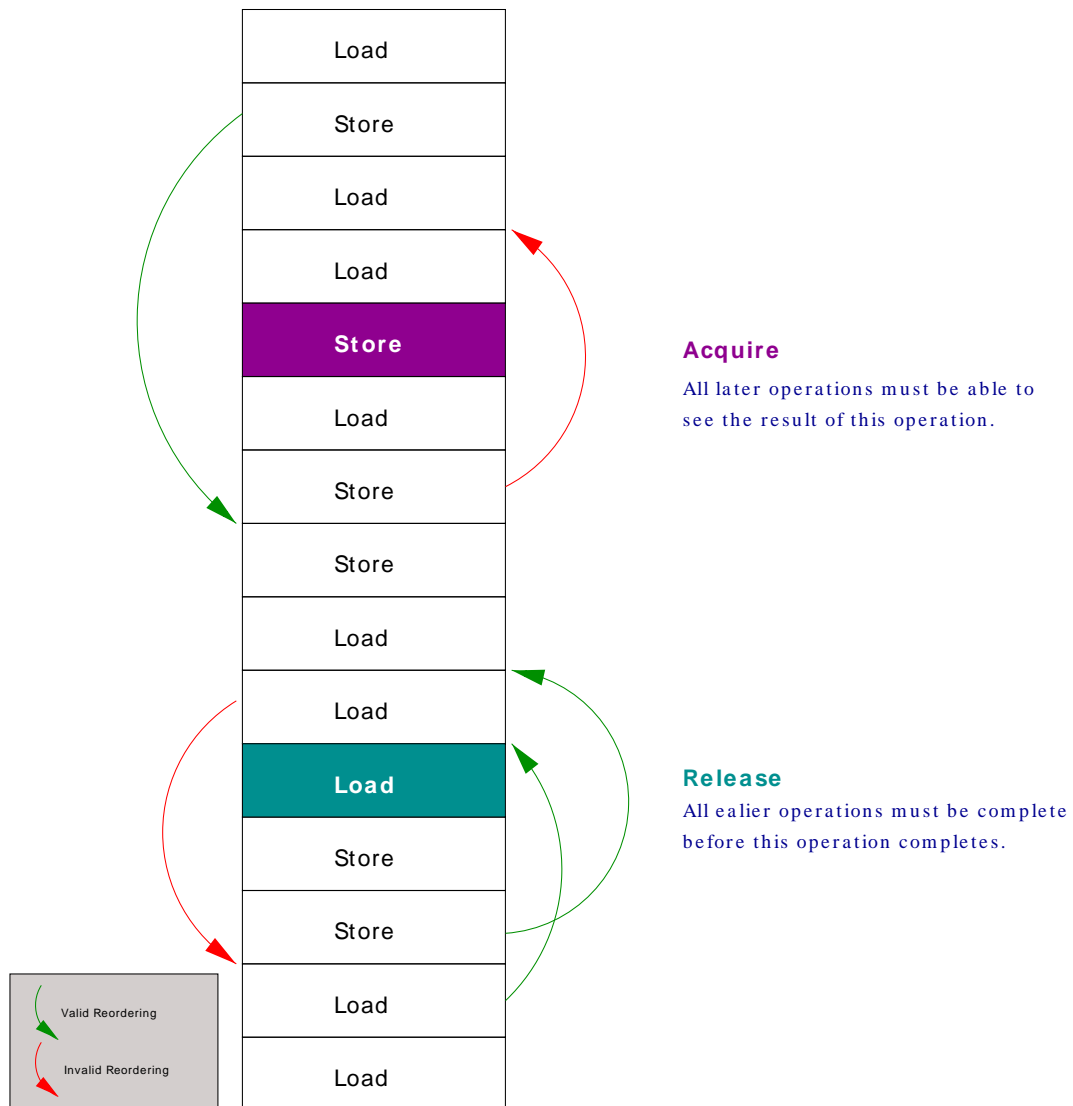 Load
Store
Load
Load
Store
Load
Store
Store
Load
Load
Load
Store
Store
Load
Load
Acquire
All later operations must be able to
see the result of this operation.
Release
All ealier operations must be complete
before this operation completes.
Valid Reordering
Invalid Reordering